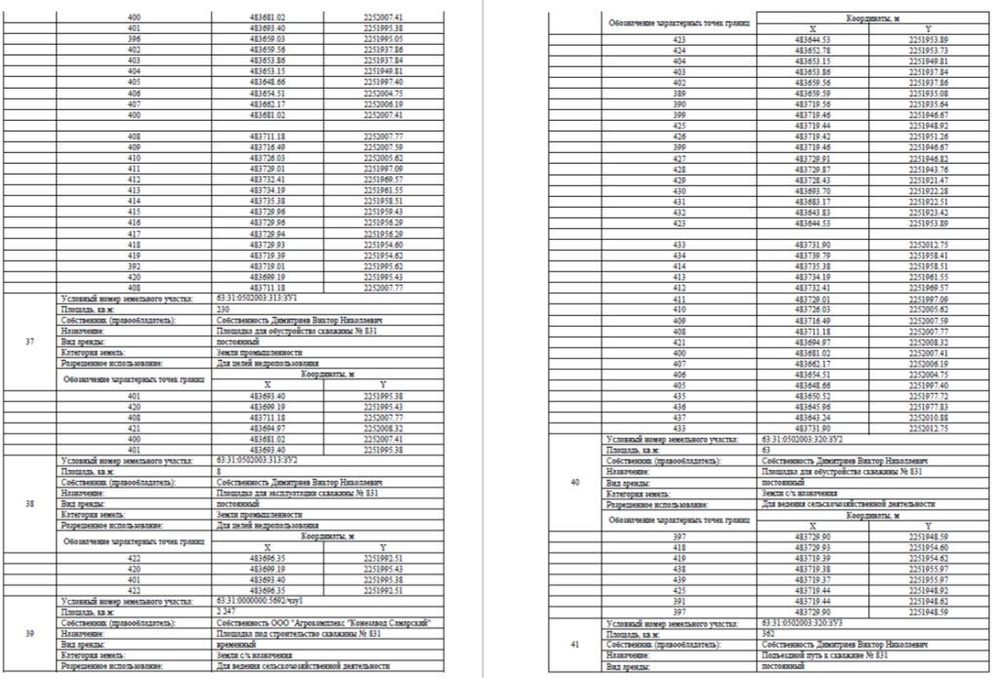 400 483681.02 2252007.41
401 483693.40 2251995.38
396 483659.03 2251995.05
402 483659.56 2251937.86
403 483653.86 2251937.84
404 483653.15 2251949.81
405 483648.66 2251997.40
406 483654.51 2252004.75
407 483662.17 2252006.19
400 483681.02 2252007.41
408 483711.18 2252007.77
409 483716.49 2252007.59
410 483726.03 2252005.62
411 483729.01 2251997.09
412 483732.41 2251969.57
413 483734.19 2251961.55
414 483735.38 2251958.51
415 483729.96 2251959.43
416 483729.96 2251956.29
417 483729.94 2251956.29
418 483729.93 2251954.60
419 483719.39 2251954.62
392 483719.01 2251995.62
420 483699.19 2251995.43
408 483711.18 2252007.77
37
Условный номер земельного участка: 63:31:0502003:313:ЗУ1
Площадь, кв.м: 230
Собственник (правообладатель): Собственность Димитриев Виктор Николаевич
Назначение: Площадка для обустройства скважины № 831
Вид аренды: постоянный
Категория земель: Земли промышленности
Разрешенное использование: Для целей недропользования
Обозначение характерных точек границ Координаты, м
X Y
401 483693.40 2251995.38
420 483699.19 2251995.43
408 483711.18 2252007.77
421 483694.97 2252008.32
400 483681.02 2252007.41
401 483693.40 2251995.38
38
Условный номер земельного участка: 63:31:0502003:313:ЗУ2
Площадь, кв.м: 8
Собственник (правообладатель): Собственность Димитриев Виктор Николаевич
Назначение: Площадка для эксплуатации скважины № 831
Вид аренды: постоянный
Категория земель: Земли промышленности
Разрешенное использование: Для целей недропользования
Обозначение характерных точек границ Координаты, м
X Y
422 483696.35 2251992.51
420 483699.19 2251995.43
401 483693.40 2251995.38
422 483696.35 2251992.51
39
Условный номер земельного участка: 63:31:0000000:5692/чзу1
Площадь, кв.м: 2 247
Собственник (правообладатель): Собственность ООО "Агрокомплекс "Конезавод Самарский"
Назначение: Площадка под строительство скважины № 831
Вид аренды: временный
Категория земель: Земли с/х назначения
Разрешенное использование: Для ведения сельскохозяйственной деятельности
Обозначение характерных точек границ Координаты, м
X Y
423 483644.53 2251953.89
424 483652.78 2251953.73
404 483653.15 2251949.81
403 483653.86 2251937.84
402 483659.56 2251937.86
389 483659.59 2251935.08
390 483719.56 2251935.64
399 483719.46 2251946.67
425 483719.44 2251948.92
426 483719.42 2251951.26
399 483719.46 2251946.67
427 483729.91 2251946.82
428 483729.87 2251943.76
429 483728.43 2251921.47
430 483693.70 2251922.28
431 483683.17 2251922.51
432 483643.83 2251923.42
423 483644.53 2251953.89
433 483731.90 2252012.75
434 483739.79 2251958.41
414 483735.38 2251958.51
413 483734.19 2251961.55
412 483732.41 2251969.57
411 483729.01 2251997.09
410 483726.03 2252005.62
409 483716.49 2252007.59
408 483711.18 2252007.77
421 483694.97 2252008.32
400 483681.02 2252007.41
407 483662.17 2252006.19
406 483654.51 2252004.75
405 483648.66 2251997.40
435 483650.52 2251977.72
436 483645.96 2251977.83
437 483643.24 2252010.88
433 483731.90 2252012.75
40
Условный номер земельного участка: 63:31:0502003:320:ЗУ2
Площадь, кв.м: 63
Собственник (правообладатель): Собственность Димитриев Виктор Николаевич
Назначение: Площадка для обустройства скважины № 831
Вид аренды: постоянный
Категория земель: Земли с/х назначения
Разрешенное использование: Для ведения сельскохозяйственной деятельности
Обозначение характерных точек границ Координаты, м
X Y
397 483729.90 2251948.59
418 483729.93 2251954.60
419 483719.39 2251954.62
438 483719.38 2251955.97
439 483719.37 2251955.97
425 483719.44 2251948.92
391 483719.44 2251948.62
397 483729.90 2251948.59
41
Условный номер земельного участка: 63:31:0502003:320:ЗУ3
Площадь, кв.м: 362
Собственник (правообладатель): Собственность Димитриев Виктор Николаевич
Назначение: Подъездной путь к скважине № 831
Вид аренды: постоянный